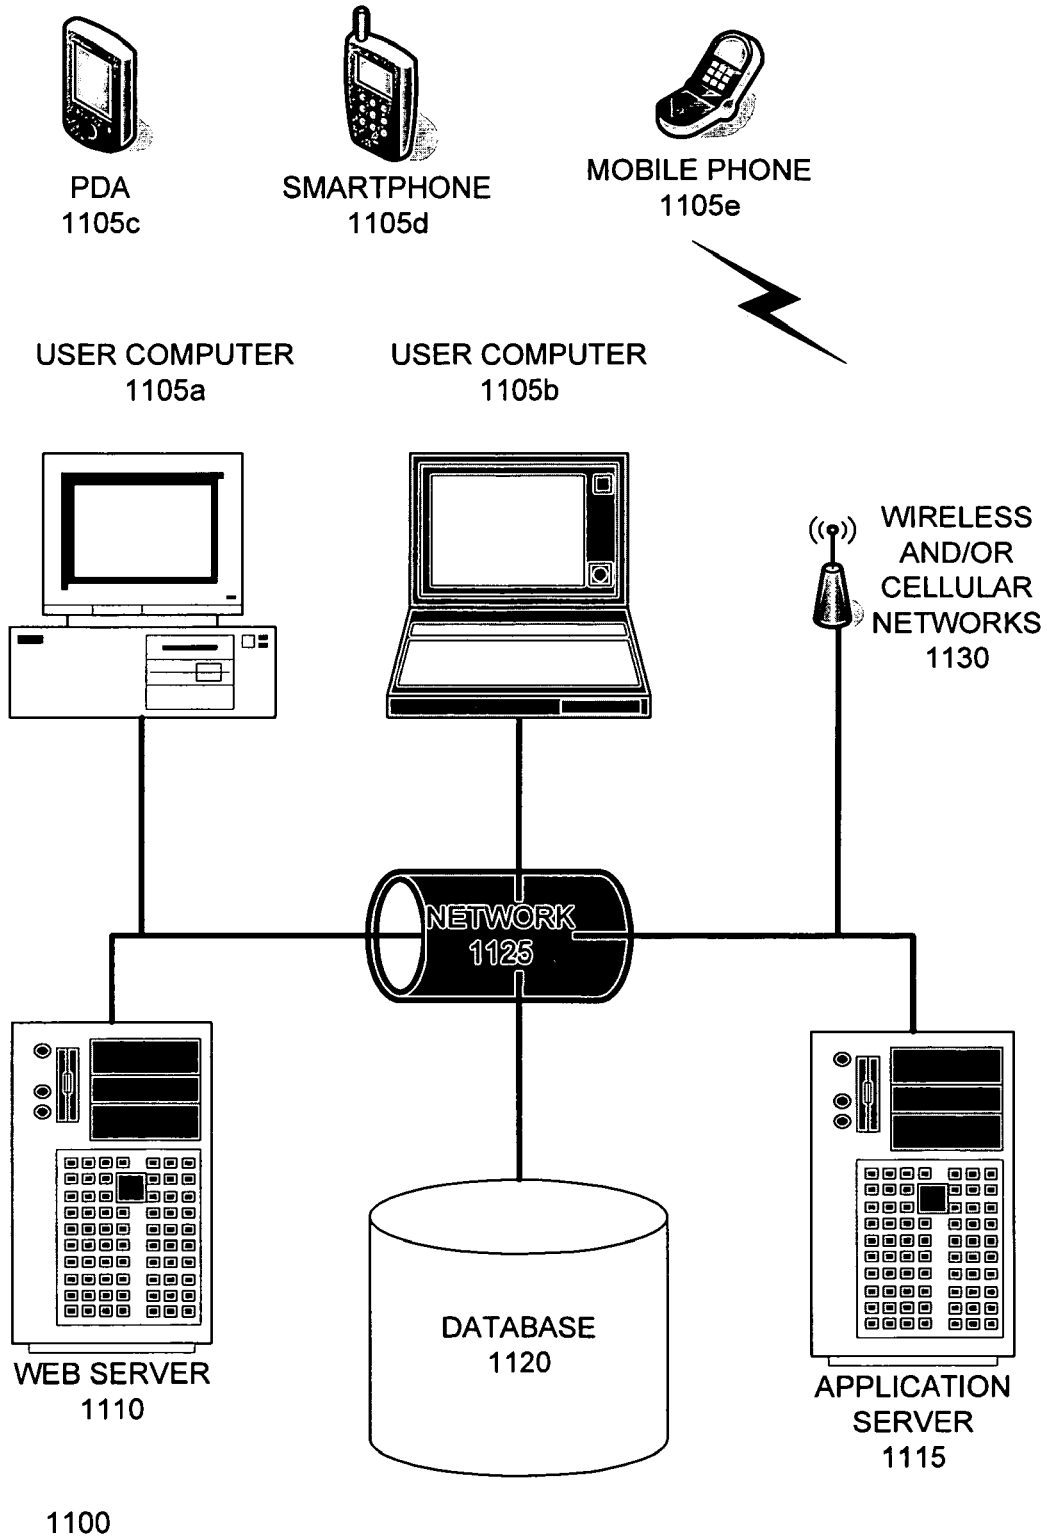 PDA
1105c
SMARTPHONE
1105d
MOBILE PHONE
1105e
USER COMPUTER
1105a
USER COMPUTER
1105b
WIRELESS
AND/OR
CELLULAR
NETWORKS
1130
NETWORK
1125
WEB SERVER
1110
DATABASE
1120
APPLICATION
SERVER
1115
1100